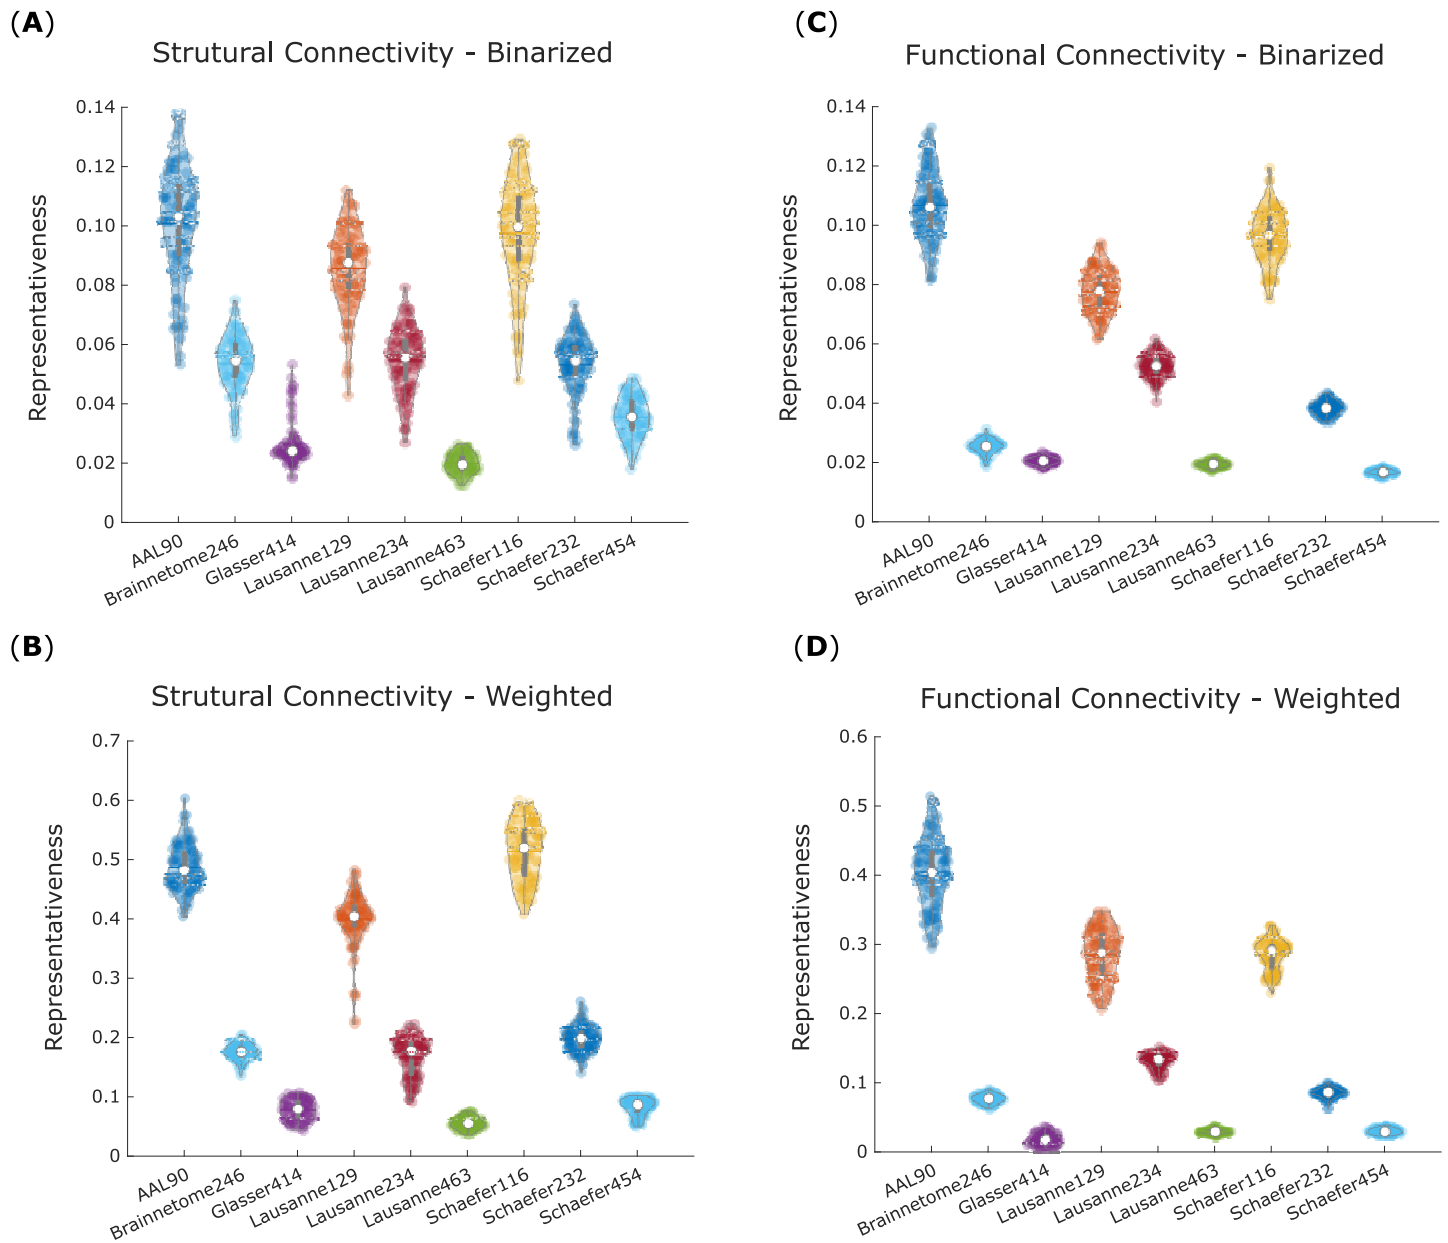 (A)
Strutural Connectivity - Binarized
Representativeness
0.14
0.12
0.10
0.08
0.06
0.04
0.02
0
AAL90
Brainnetome246
Glasser414
Lausanne129
Lausanne234
Lausanne463
Schaefer116
Schaefer232
Schaefer454
(C)
Functional Connectivity - Binarized
Representativeness
0.14
0.12
0.10
0.08
0.06
0.04
0.02
0
AAL90
Brainnetome246
Glasser414
Lausanne129
Lausanne234
Lausanne463
Schaefer116
Schaefer232
Schaefer454
(B)
Strutural Connectivity - Weighted
Representativeness
0.7
0.6
0.5
0.4
0.3
0.2
0.1
0
AAL90
Brainnetome246
Glasser414
Lausanne129
Lausanne234
Lausanne463
Schaefer116
Schaefer232
Schaefer454
(D)
Functional Connectivity - Weighted
Representativeness
0.6
0.5
0.4
0.3
0.2
0.1
0
AAL90
Brainnetome246
Glasser414
Lausanne129
Lausanne234
Lausanne463
Schaefer116
Schaefer232
Schaefer454